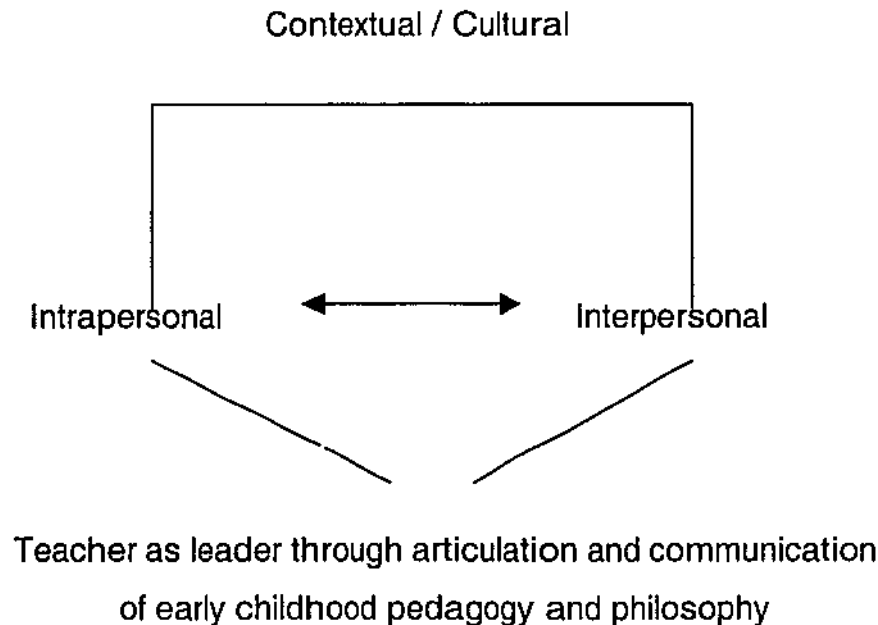 Contextual / Cultural
Intrapersonal
Interpersonal
Teacher as leader through articulation and communication
of early childhood pedagogy and philosophy